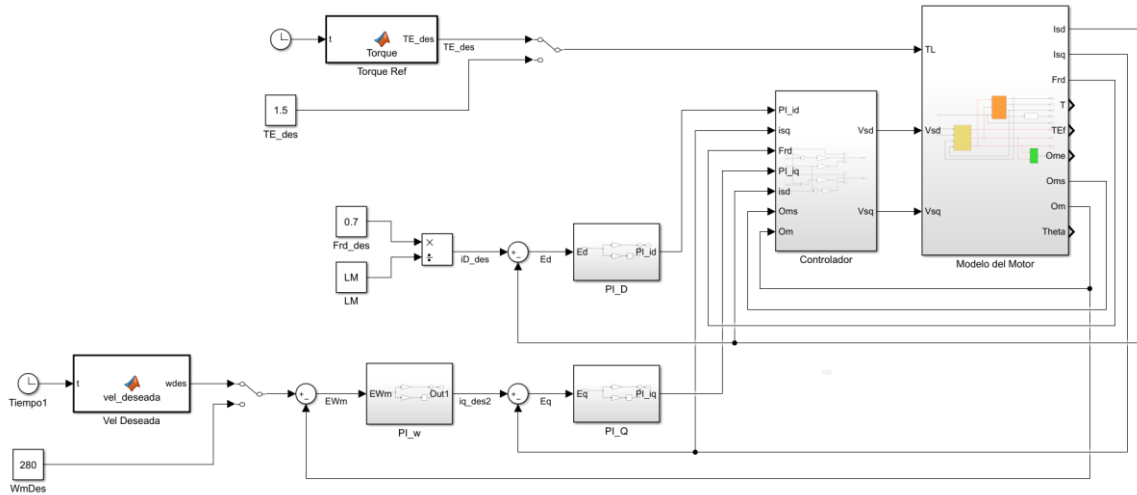 t
Torque
TE_des
Torque Ref
TE_des
1.5
TE_des
TL
Vsd
Vsq
Isd
Isq
Frd
T
TEf
Ome
Oms
Om
Theta
Modelo del Motor
PI_id
isq
Frd
PI_iq
isd
Oms
Om
Vsd
Vsq
Controlador
0.7
Frd_des
LM
LM
×
÷
iD_des
+
-
Ed
Ed
PI_id
PI_D
Tiempo1
t
vel_deseada
wdes
Vel Deseada
280
WmDes
+
-
EWm
EWm
Out1
PI_w
iq_des2
+
-
Eq
Eq
PI_iq
PI_Q